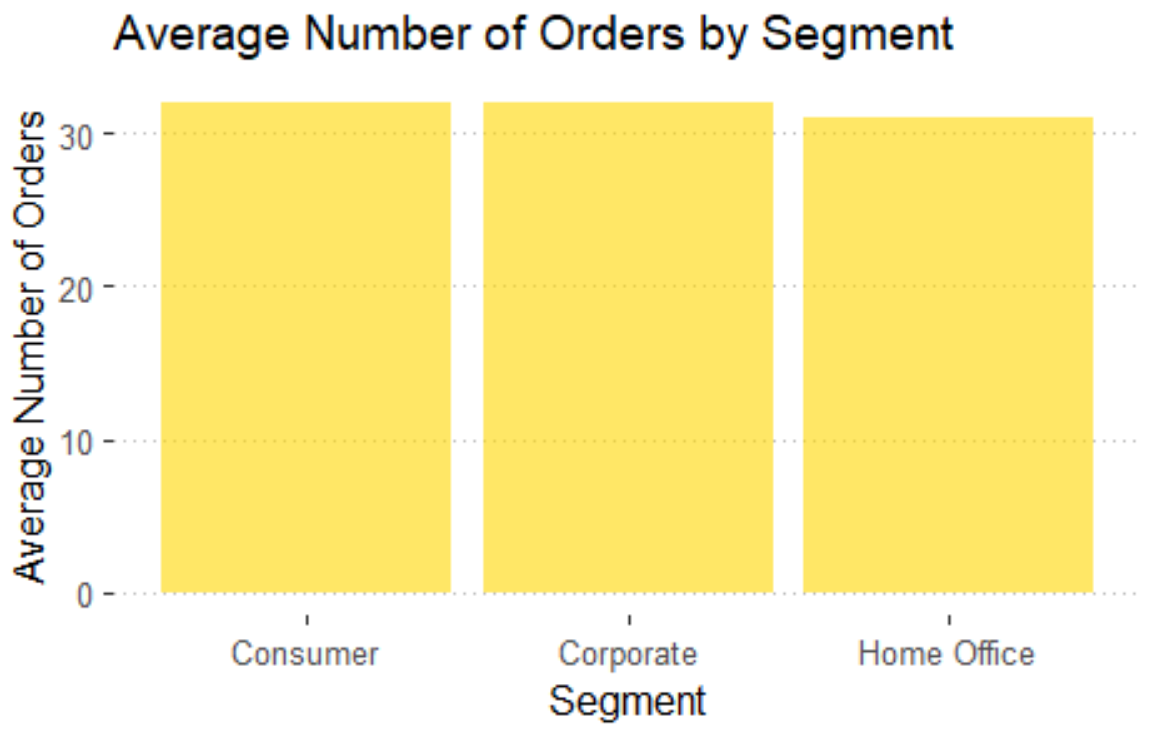 Average Number of Orders by Segment
Average Number of Orders
30
20
10
0
Consumer
Corporate
Home Office
Segment